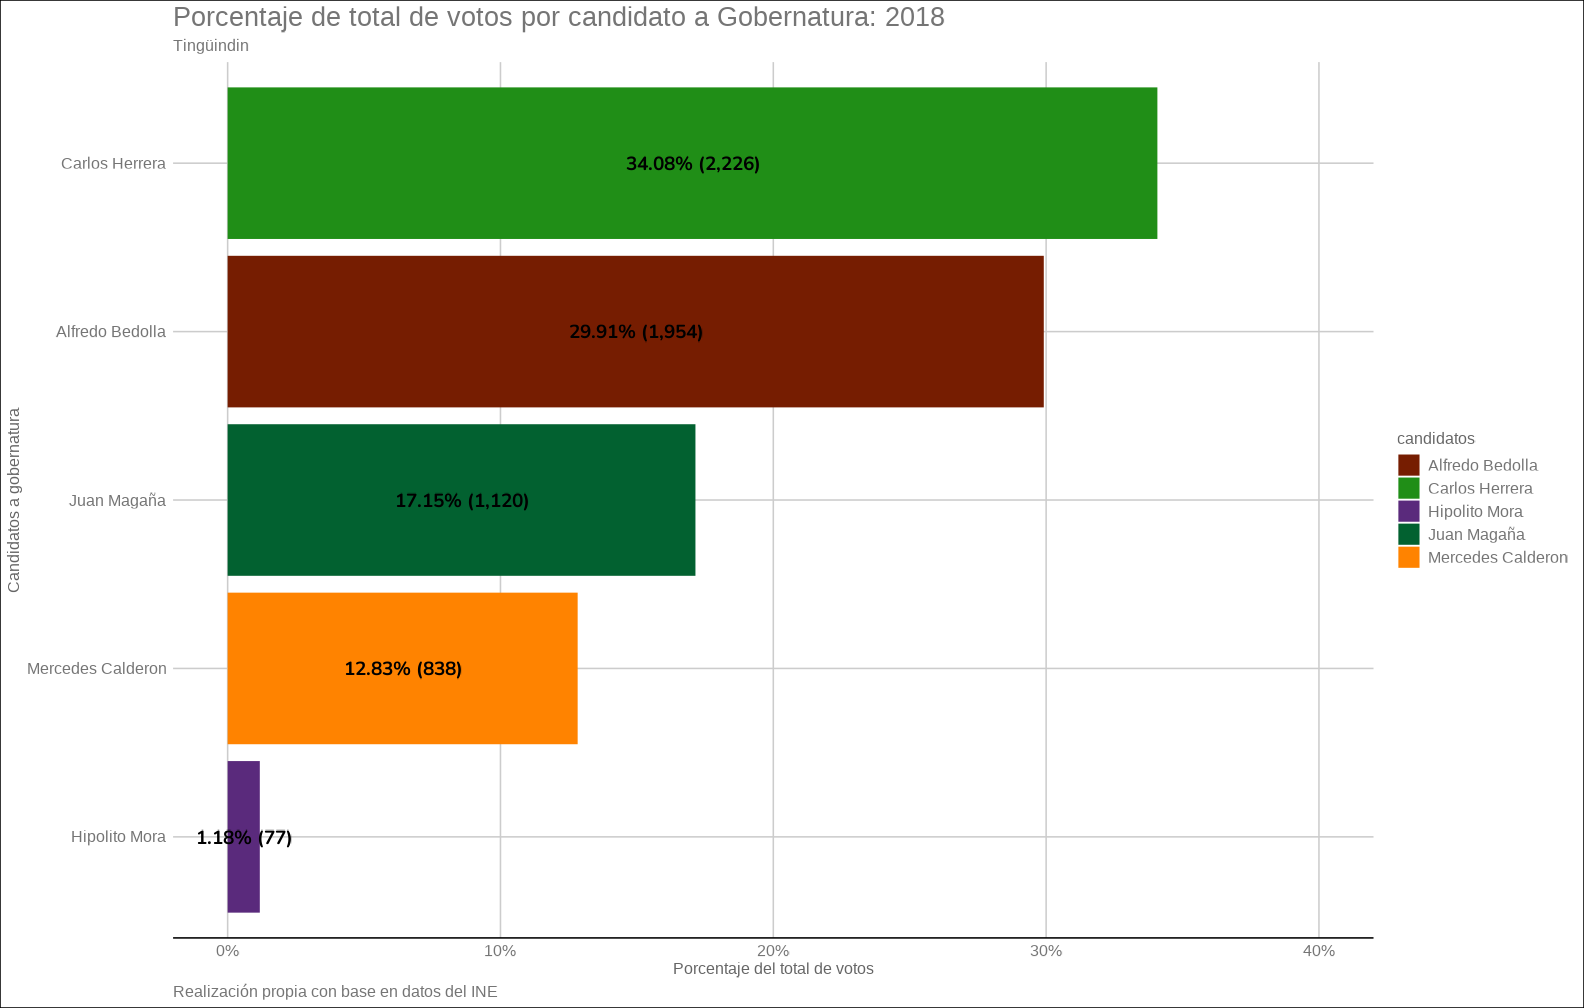 Porcentaje de total de votos por candidato a Gobernatura: 2018
Tingüindin
Candidatos a gobernatura
Carlos Herrera
34.08% (2,226)
Alfredo Bedolla
29.91% (1,954)
Juan Magaña
17.15% (1,120)
Mercedes Calderon
12.83% (838)
Hipolito Mora
1.18% (77)
0% 10% 20% 30% 40%
Porcentaje del total de votos
Realización propia con base en datos del INE
candidatos
Alfredo Bedolla
Carlos Herrera
Hipolito Mora
Juan Magaña
Mercedes Calderon